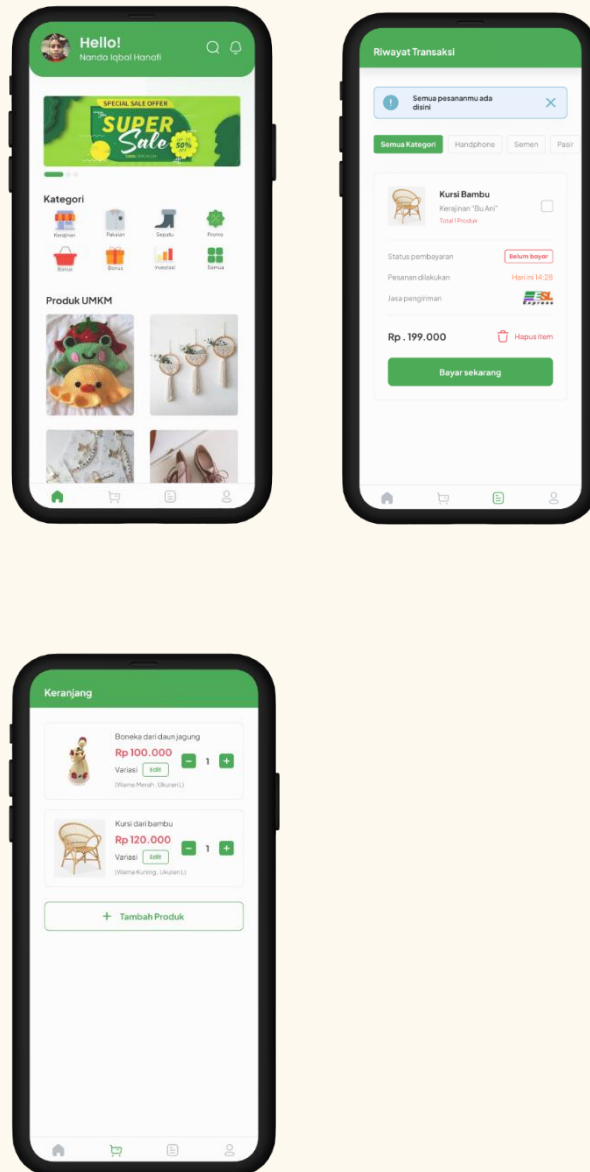 Hello!
Nanda Iqbal Hanafi
SPECIAL SALE OFFER
SUPER
Sale
50%
Kategori
Kerajinan
Pakaian
Sepatu
Promo
Bonus
Bonus
Investasi
Semua
Produk UMKM
Riwayat Transaksi
Semua pesananmu ada
disini
Semua Kategori
Handphone
Semen
Pasir
Kursi Bambu
Kerajinan "Bu Ani"
Total 1 Produk
Status pembayaran
Belum bayar
Pesanan dilakukan
Hari ini 14:28
Jasa pengiriman
Express
Rp . 199.000
Hapus item
Bayar sekarang
Keranjang
Boneka dari daun jagung
Rp 100.000
1
Variasi
Edit
(Warna Merah , Ukuran L)
Kursi dari bambu
Rp 120.000
1
Variasi
Edit
(Warna Kuning , Ukuran L)
+ Tambah Produk